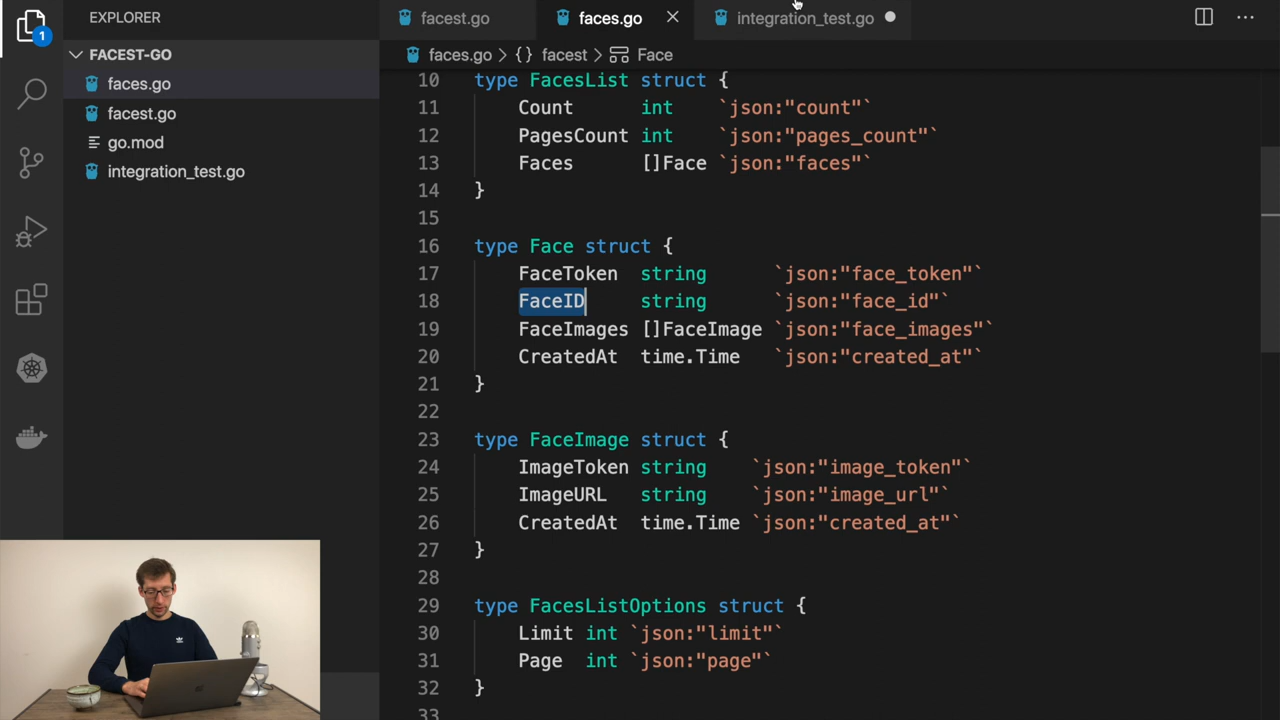 EXPLORER
FACEST-GO
faces.go
facest.go
go.mod
integration_test.go
1
facest.go
faces.go
integration_test.go
faces.go > {} facest > Face
10 type FacesList struct {
11 Count int `json:"count"`
12 PagesCount int `json:"pages_count"`
13 Faces []Face `json:"faces"`
14 }
15
16 type Face struct {
17 FaceToken string `json:"face_token"`
18 FaceID string `json:"face_id"`
19 FaceImages []FaceImage `json:"face_images"`
20 CreatedAt time.Time `json:"created_at"`
21 }
22
23 type FaceImage struct {
24 ImageToken string `json:"image_token"`
25 ImageURL string `json:"image_url"`
26 CreatedAt time.Time `json:"created_at"`
27 }
28
29 type FacesListOptions struct {
30 Limit int `json:"limit"`
31 Page int `json:"page"`
32 }
33